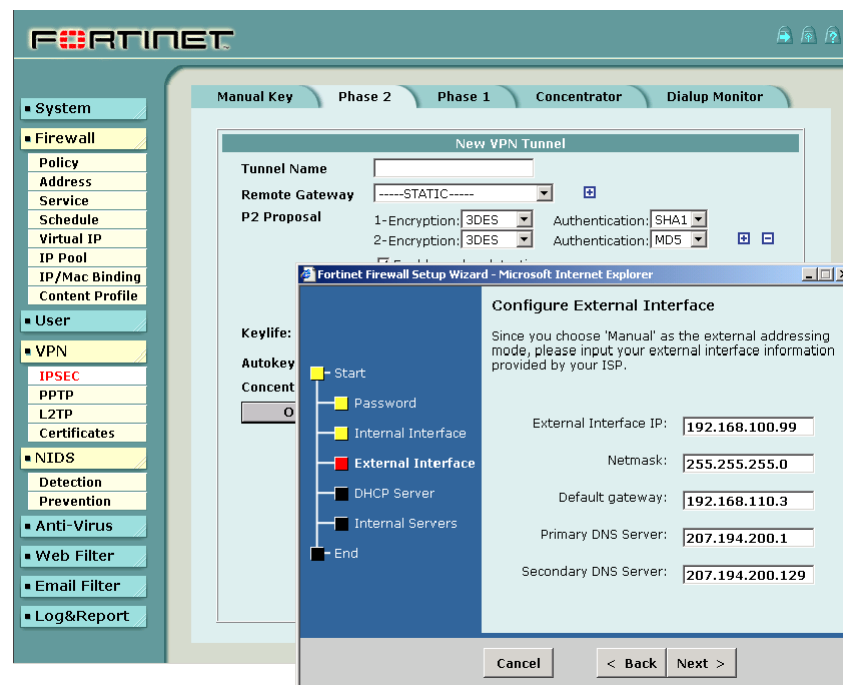 FORTINET
System
Firewall
Policy
Address
Service
Schedule
Virtual IP
IP Pool
IP/Mac Binding
Content Profile
User
VPN
IPSEC
PPTP
L2TP
Certificates
NIDS
Detection
Prevention
Anti-Virus
Web Filter
Email Filter
Log&Report
Manual Key Phase 2 Phase 1 Concentrator Dialup Monitor
New VPN Tunnel
Tunnel Name
Remote Gateway -----STATIC-----
P2 Proposal 1-Encryption: 3DES Authentication: SHA1
2-Encryption: 3DES Authentication: MD5
Keylife:
Autokey
Concent
O
Fortinet Firewall Setup Wizard - Microsoft Internet Explorer
Start
Password
Internal Interface
External Interface
DHCP Server
Internal Servers
End
Configure External Interface
Since you choose 'Manual' as the external addressing
mode, please input your external interface information
provided by your ISP.
External Interface IP: 192.168.100.99
Netmask: 255.255.255.0
Default gateway: 192.168.110.3
Primary DNS Server: 207.194.200.1
Secondary DNS Server: 207.194.200.129
Cancel < Back Next >